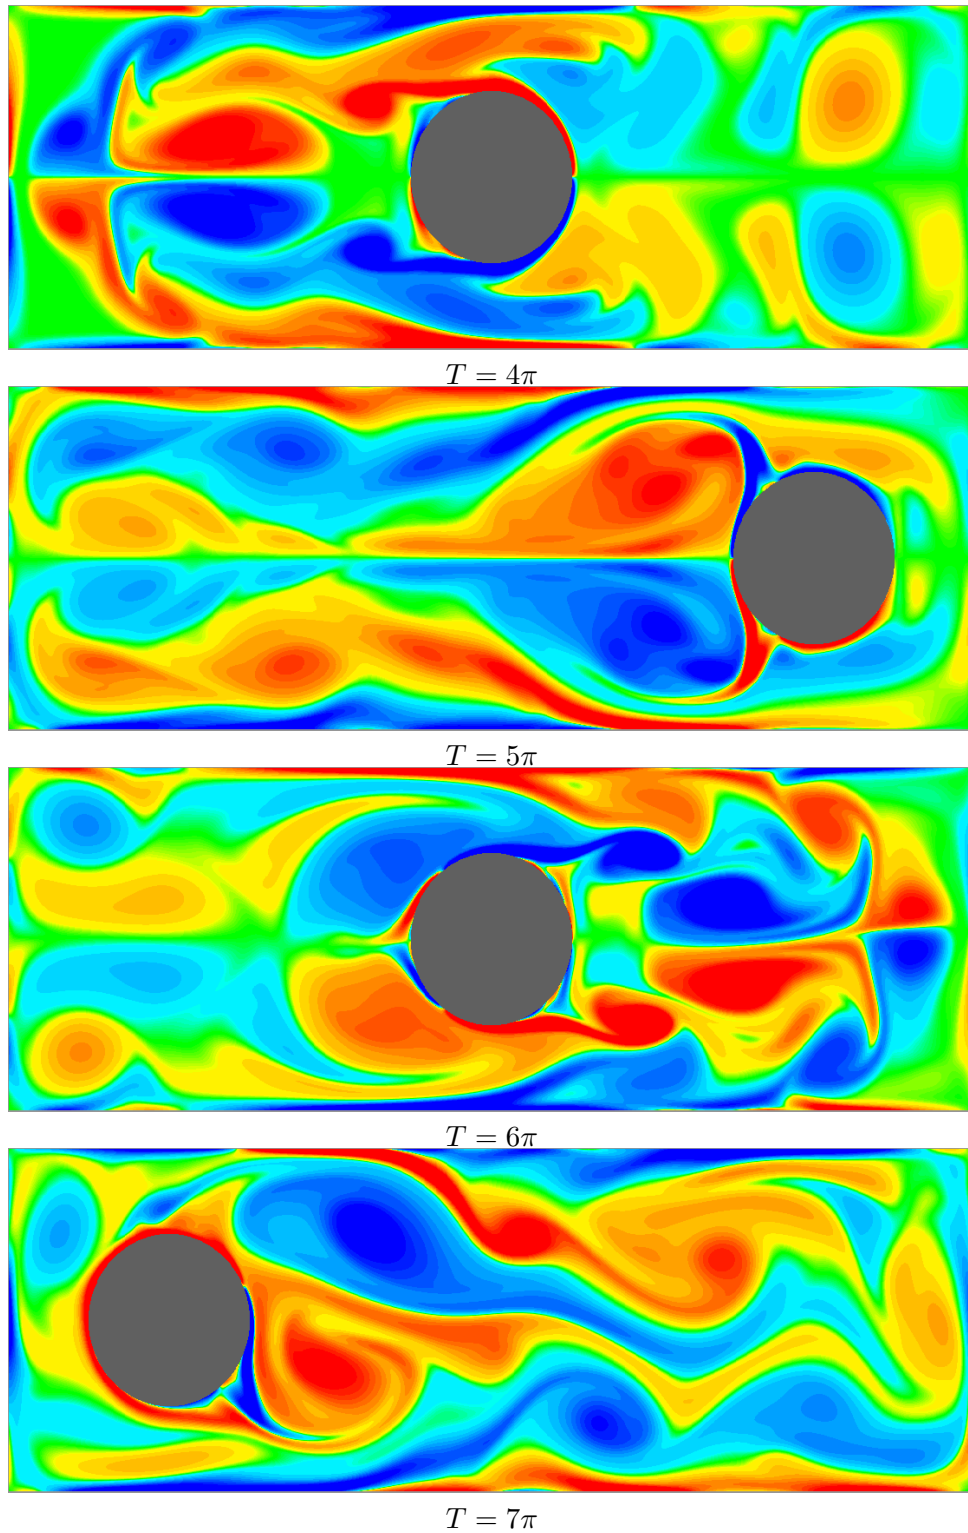 T = 4π
T = 5π
T = 6π
T = 7π